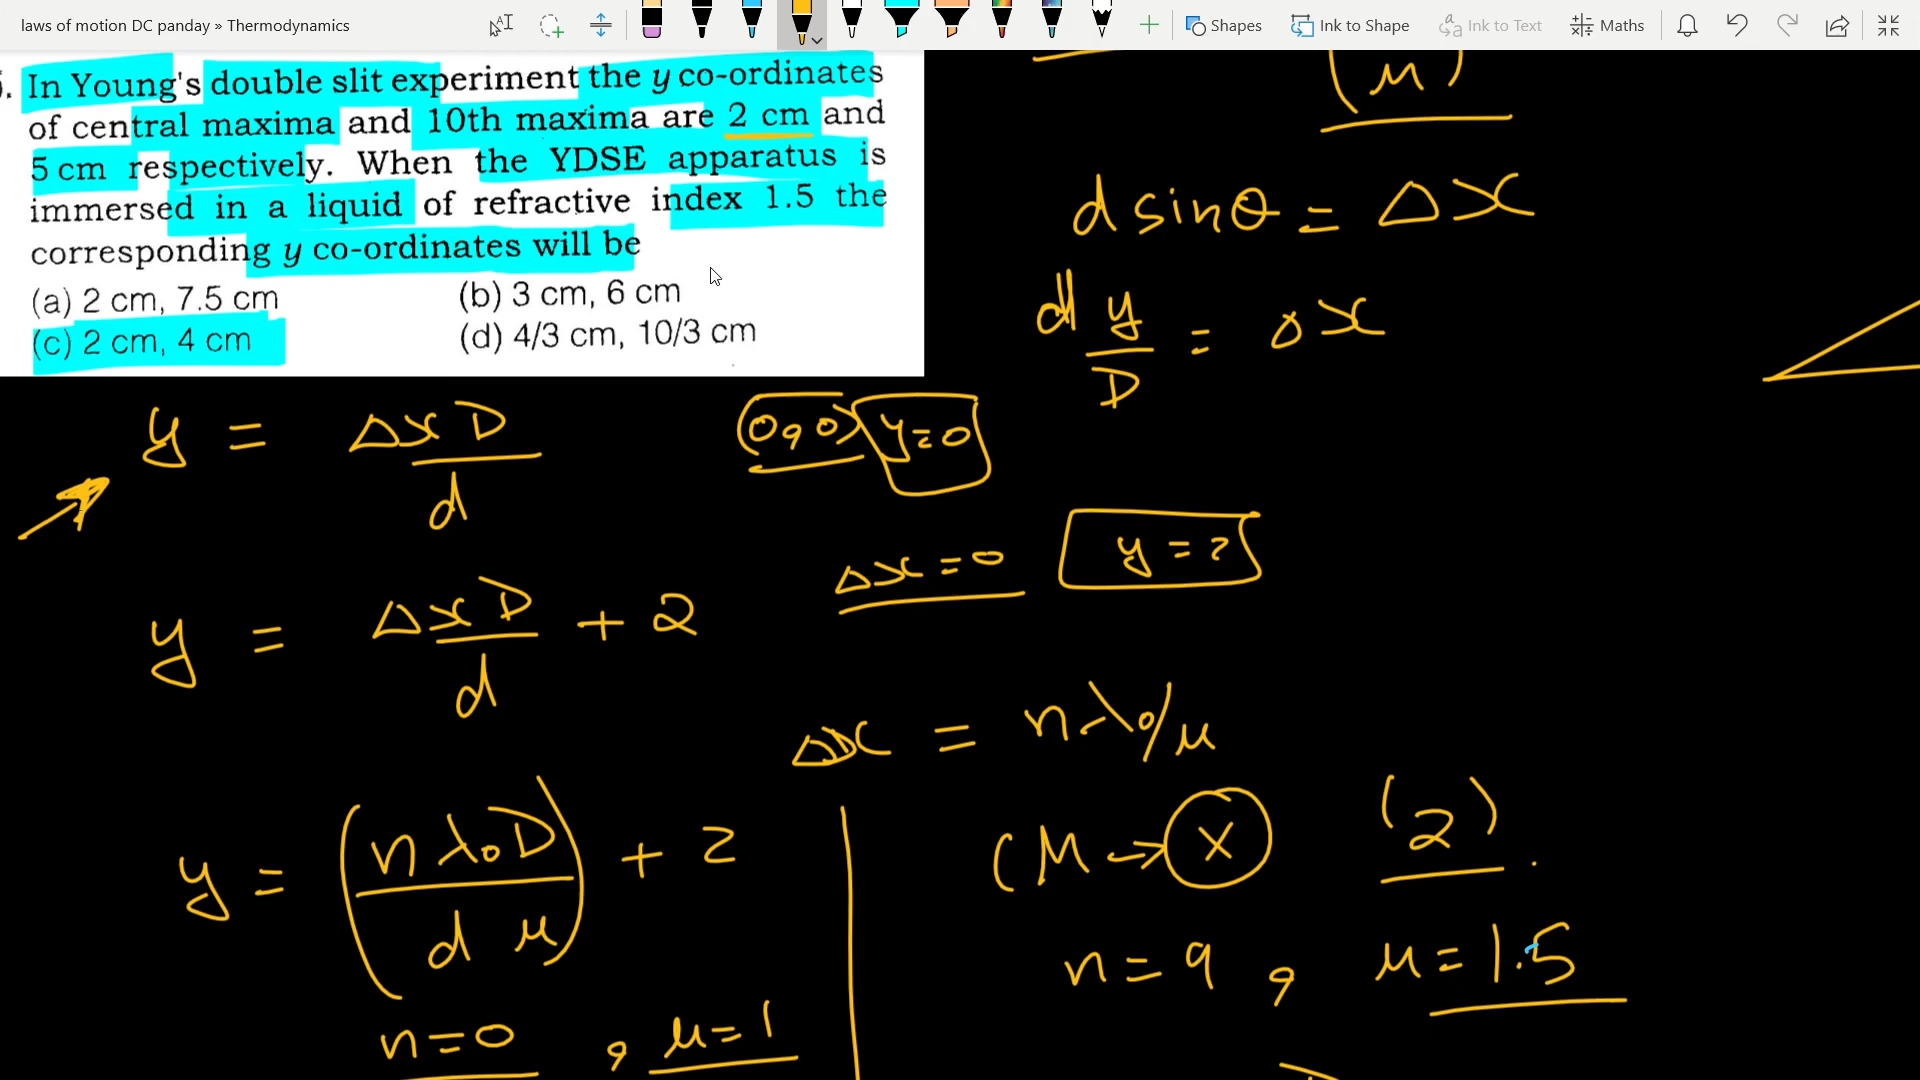 laws of motion DC panday » Thermodynamics
Shapes
Ink to Shape
Ink to Text
Maths
In Young's double slit experiment the y co-ordinates
of central maxima and 10th maxima are 2 cm and
5 cm respectively. When the YDSE apparatus is
immersed in a liquid of refractive index 1.5 the
corresponding y co-ordinates will be
(a) 2 cm, 7.5 cm (b) 3 cm, 6 cm
(c) 2 cm, 4 cm (d) 4/3 cm, 10/3 cm
(μ)
d sinθ = Δx
d y/D = Δx
y = ΔxD/d
(0,0) y=0
Δx=0 y=?
y = ΔxD/d + 2
Δx = nλ0/μ
y = (nλ0D/dμ) + 2
CM → X (2)
n=9, μ=1.5
n=0, μ=1